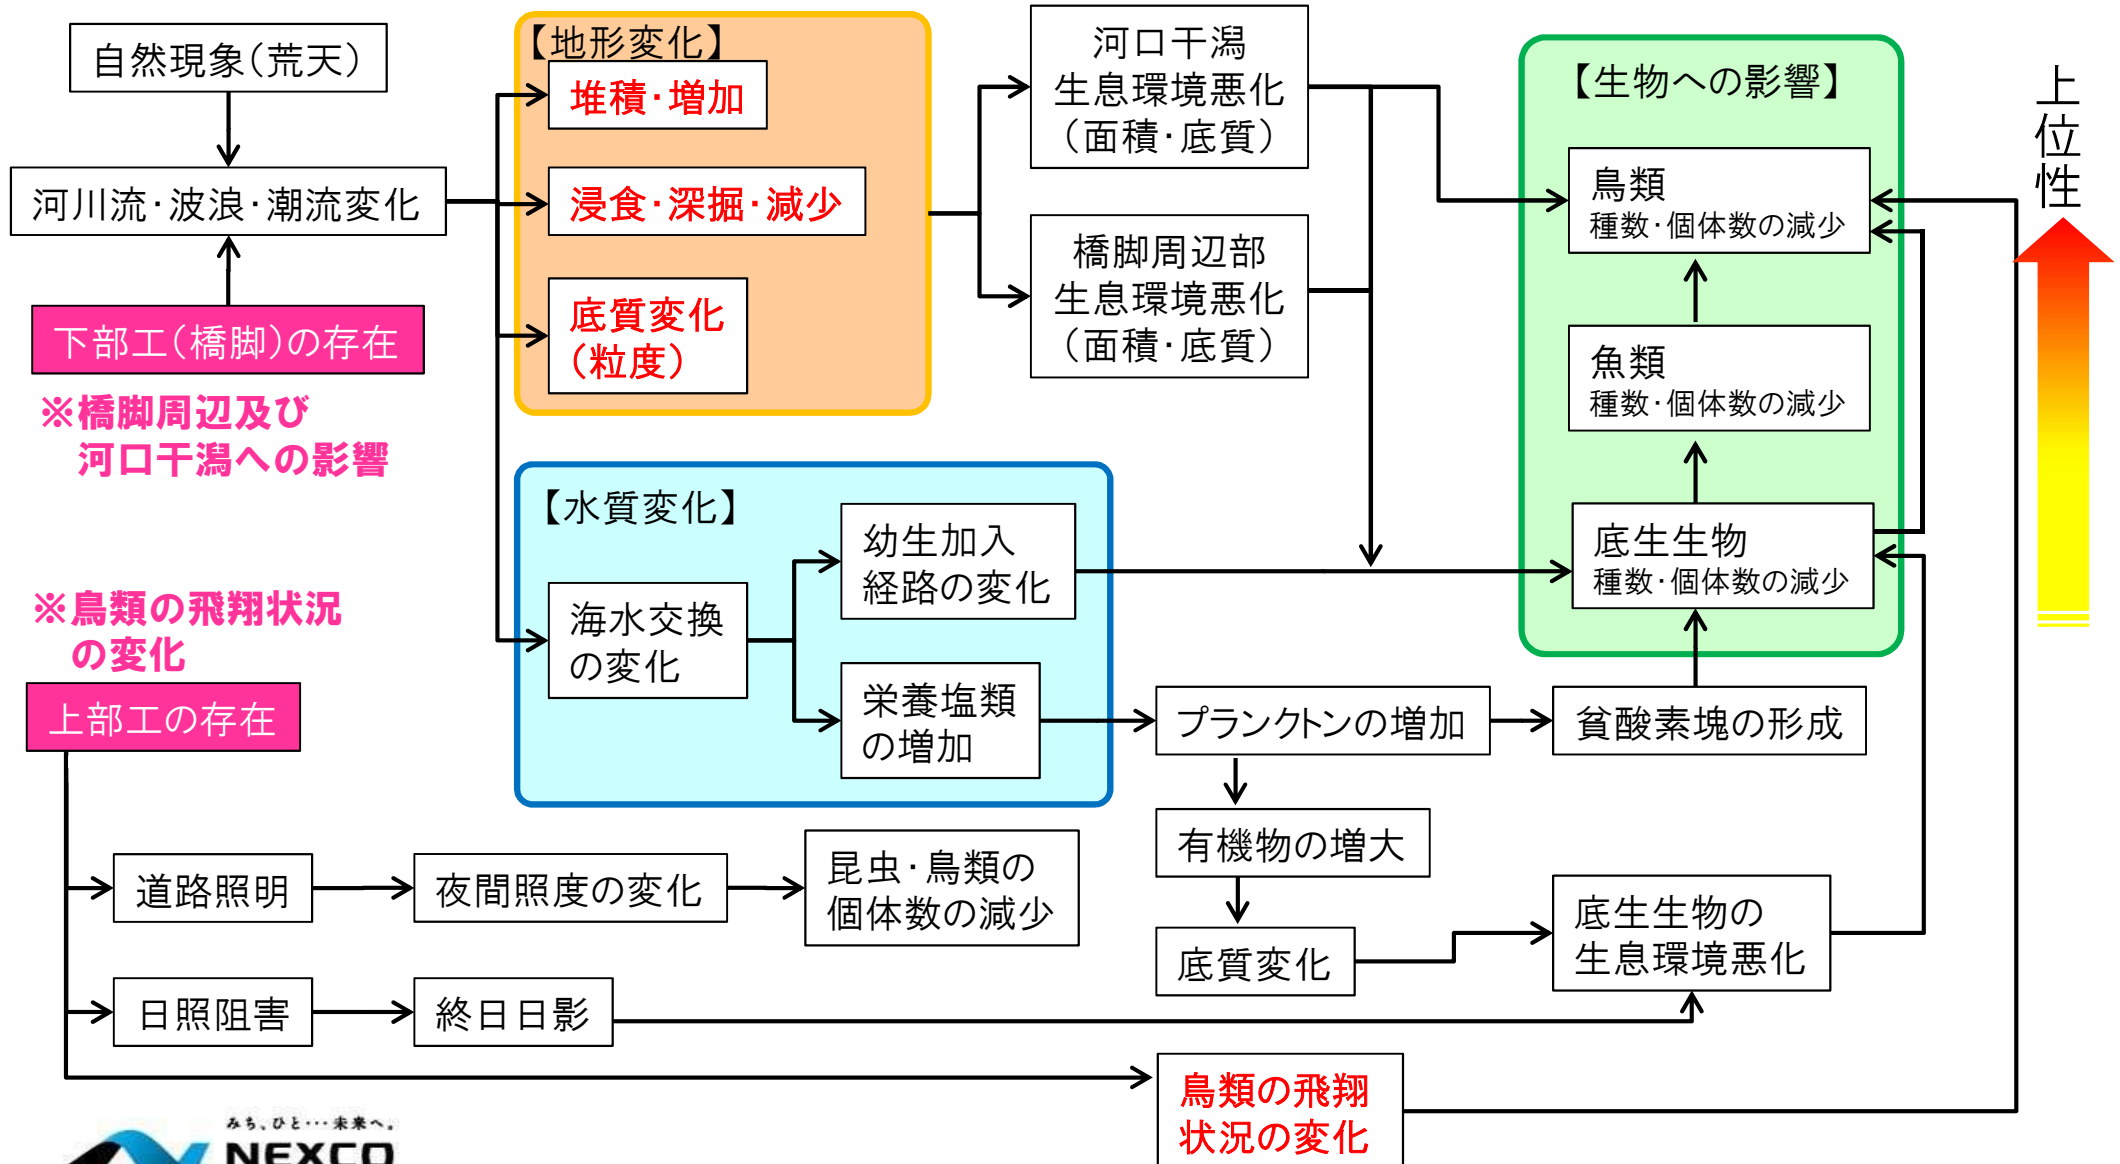 自然現象(荒天)
河川流・波浪・潮流変化
下部工(橋脚)の存在
※橋脚周辺及び
河口干潟への影響
※鳥類の飛翔状況
の変化
上部工の存在
【地形変化】
堆積・増加
浸食・深掘・減少
底質変化
(粒度)
河口干潟
生息環境悪化
(面積・底質)
橋脚周辺部
生息環境悪化
(面積・底質)
【生物への影響】
鳥類
種数・個体数の減少
魚類
種数・個体数の減少
底生生物
種数・個体数の減少
上位性
【水質変化】
海水交換
の変化
幼生加入
経路の変化
栄養塩類
の増加
プランクトンの増加
貧酸素塊の形成
有機物の増大
底質変化
底生生物の
生息環境悪化
道路照明
夜間照度の変化
昆虫・鳥類の
個体数の減少
日照阻害
終日日影
鳥類の飛翔
状況の変化
みち、ひと…未来へ。
NEXCO